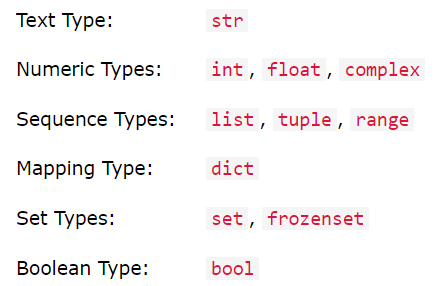 Text Type: str
Numeric Types: int, float, complex
Sequence Types: list, tuple, range
Mapping Type: dict
Set Types: set, frozenset
Boolean Type: bool